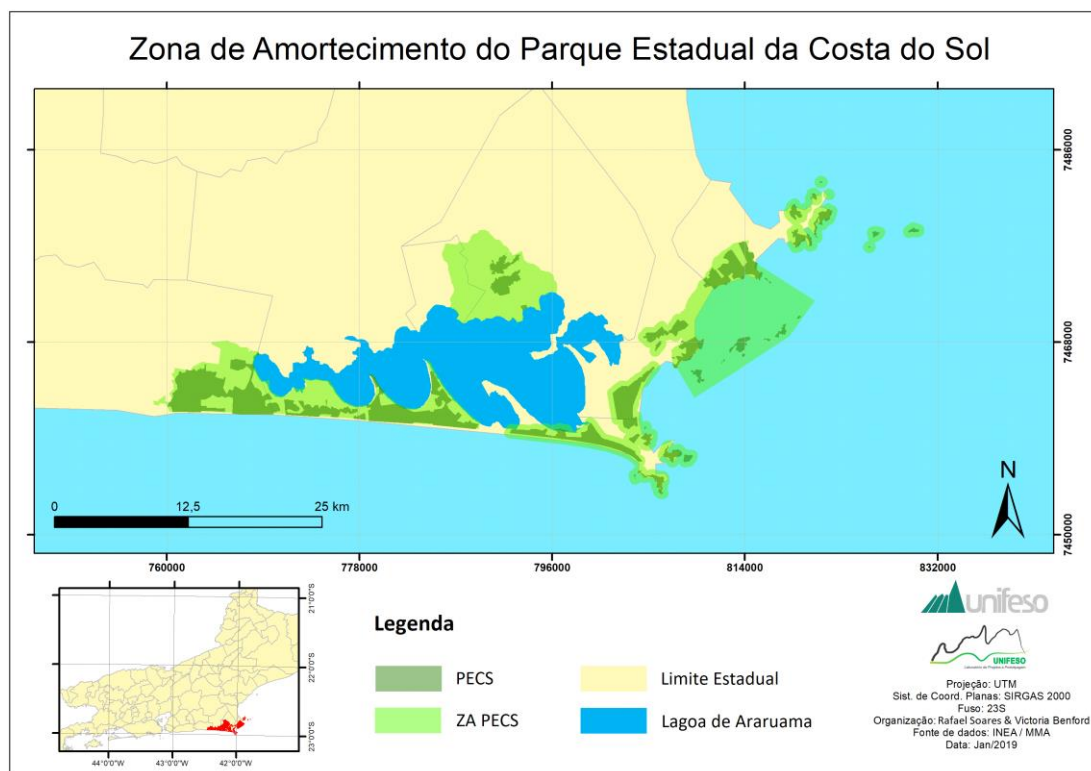 Zona de Amortecimento do Parque Estadual da Costa do Sol
7486000
7468000
7450000
N
0 12,5 25 km
760000 778000 796000 814000 832000
21°0'0"S
22°0'0"S
23°0'0"S
44°0'0"W 43°0'0"W 42°0'0"W
Legenda
PECS
Limite Estadual
ZA PECS
Lagoa de Araruama
unifeso
UNIFESO
Projeção: UTM
Sist. de Coord. Planas: SIRGAS 2000
Fuso: 23S
Organização: Rafael Soares & Victoria Benford
Fonte de dados: INEA / MMA
Data: Jan/2019